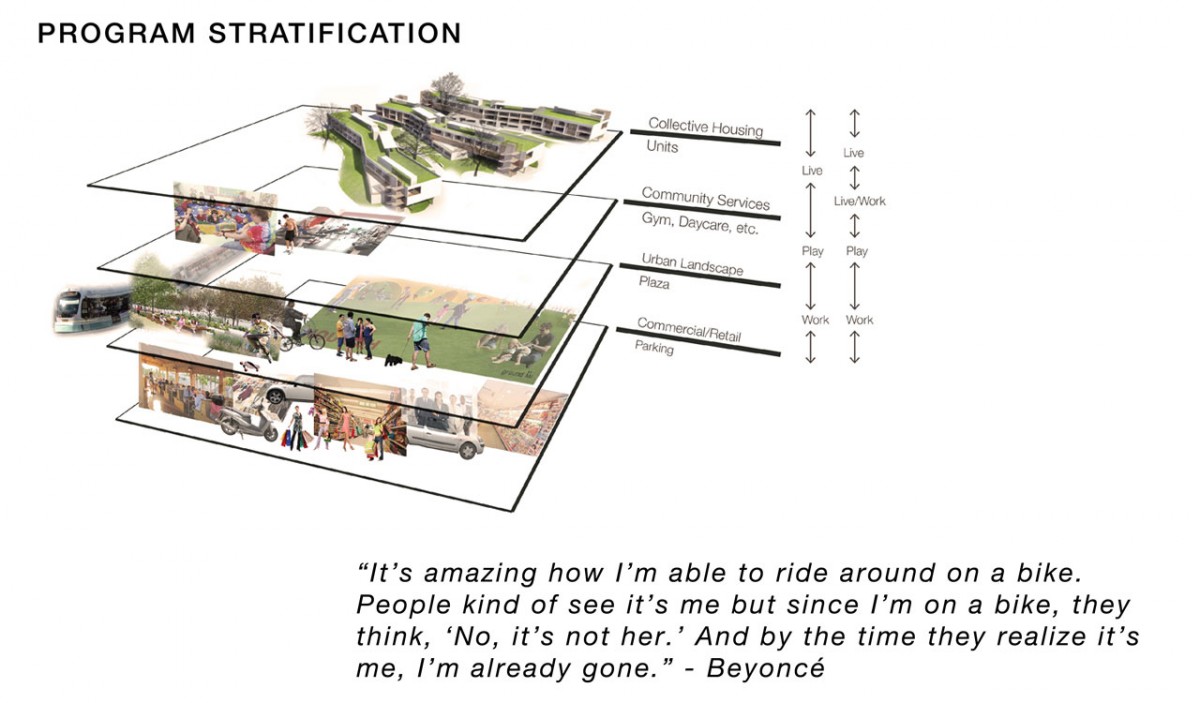 PROGRAM STRATIFICATION
Collective Housing
Units
Live
Live
Live/Work
Community Services
Gym, Daycare, etc.
Play
Play
Urban Landscape
Plaza
Work
Work
Commercial/Retail
Parking
“It’s amazing how I’m able to ride around on a bike.
People kind of see it’s me but since I’m on a bike, they
think, ‘No, it’s not her.’ And by the time they realize it’s
me, I’m already gone.” - Beyoncé